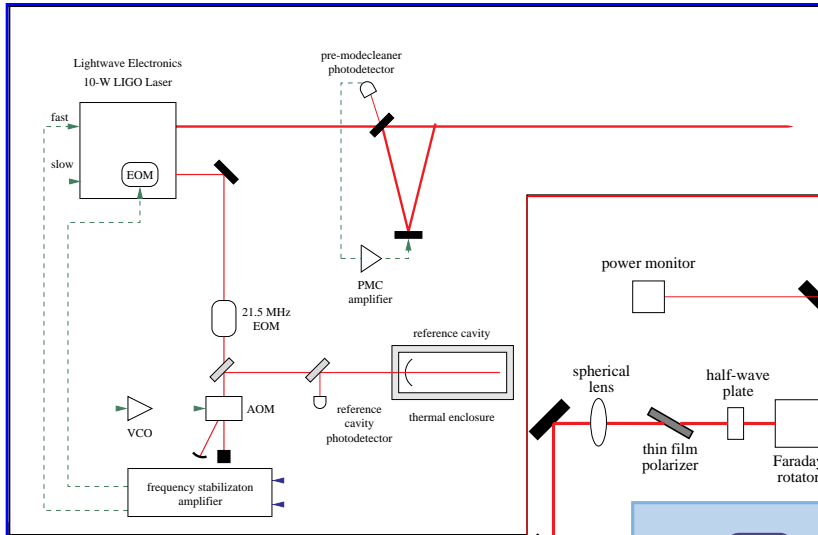 Lightwave Electronics
10-W LIGO Laser
pre-modecleaner
photodetector
fast
slow
EOM
PMC
amplifier
21.5 MHz
EOM
power monitor
reference cavity
spherical
lens
half-wave
plate
VCO
AOM
reference
cavity
photodetector
thermal enclosure
thin film
polarizer
Faraday
rotator
frequency stabilizaton
amplifier